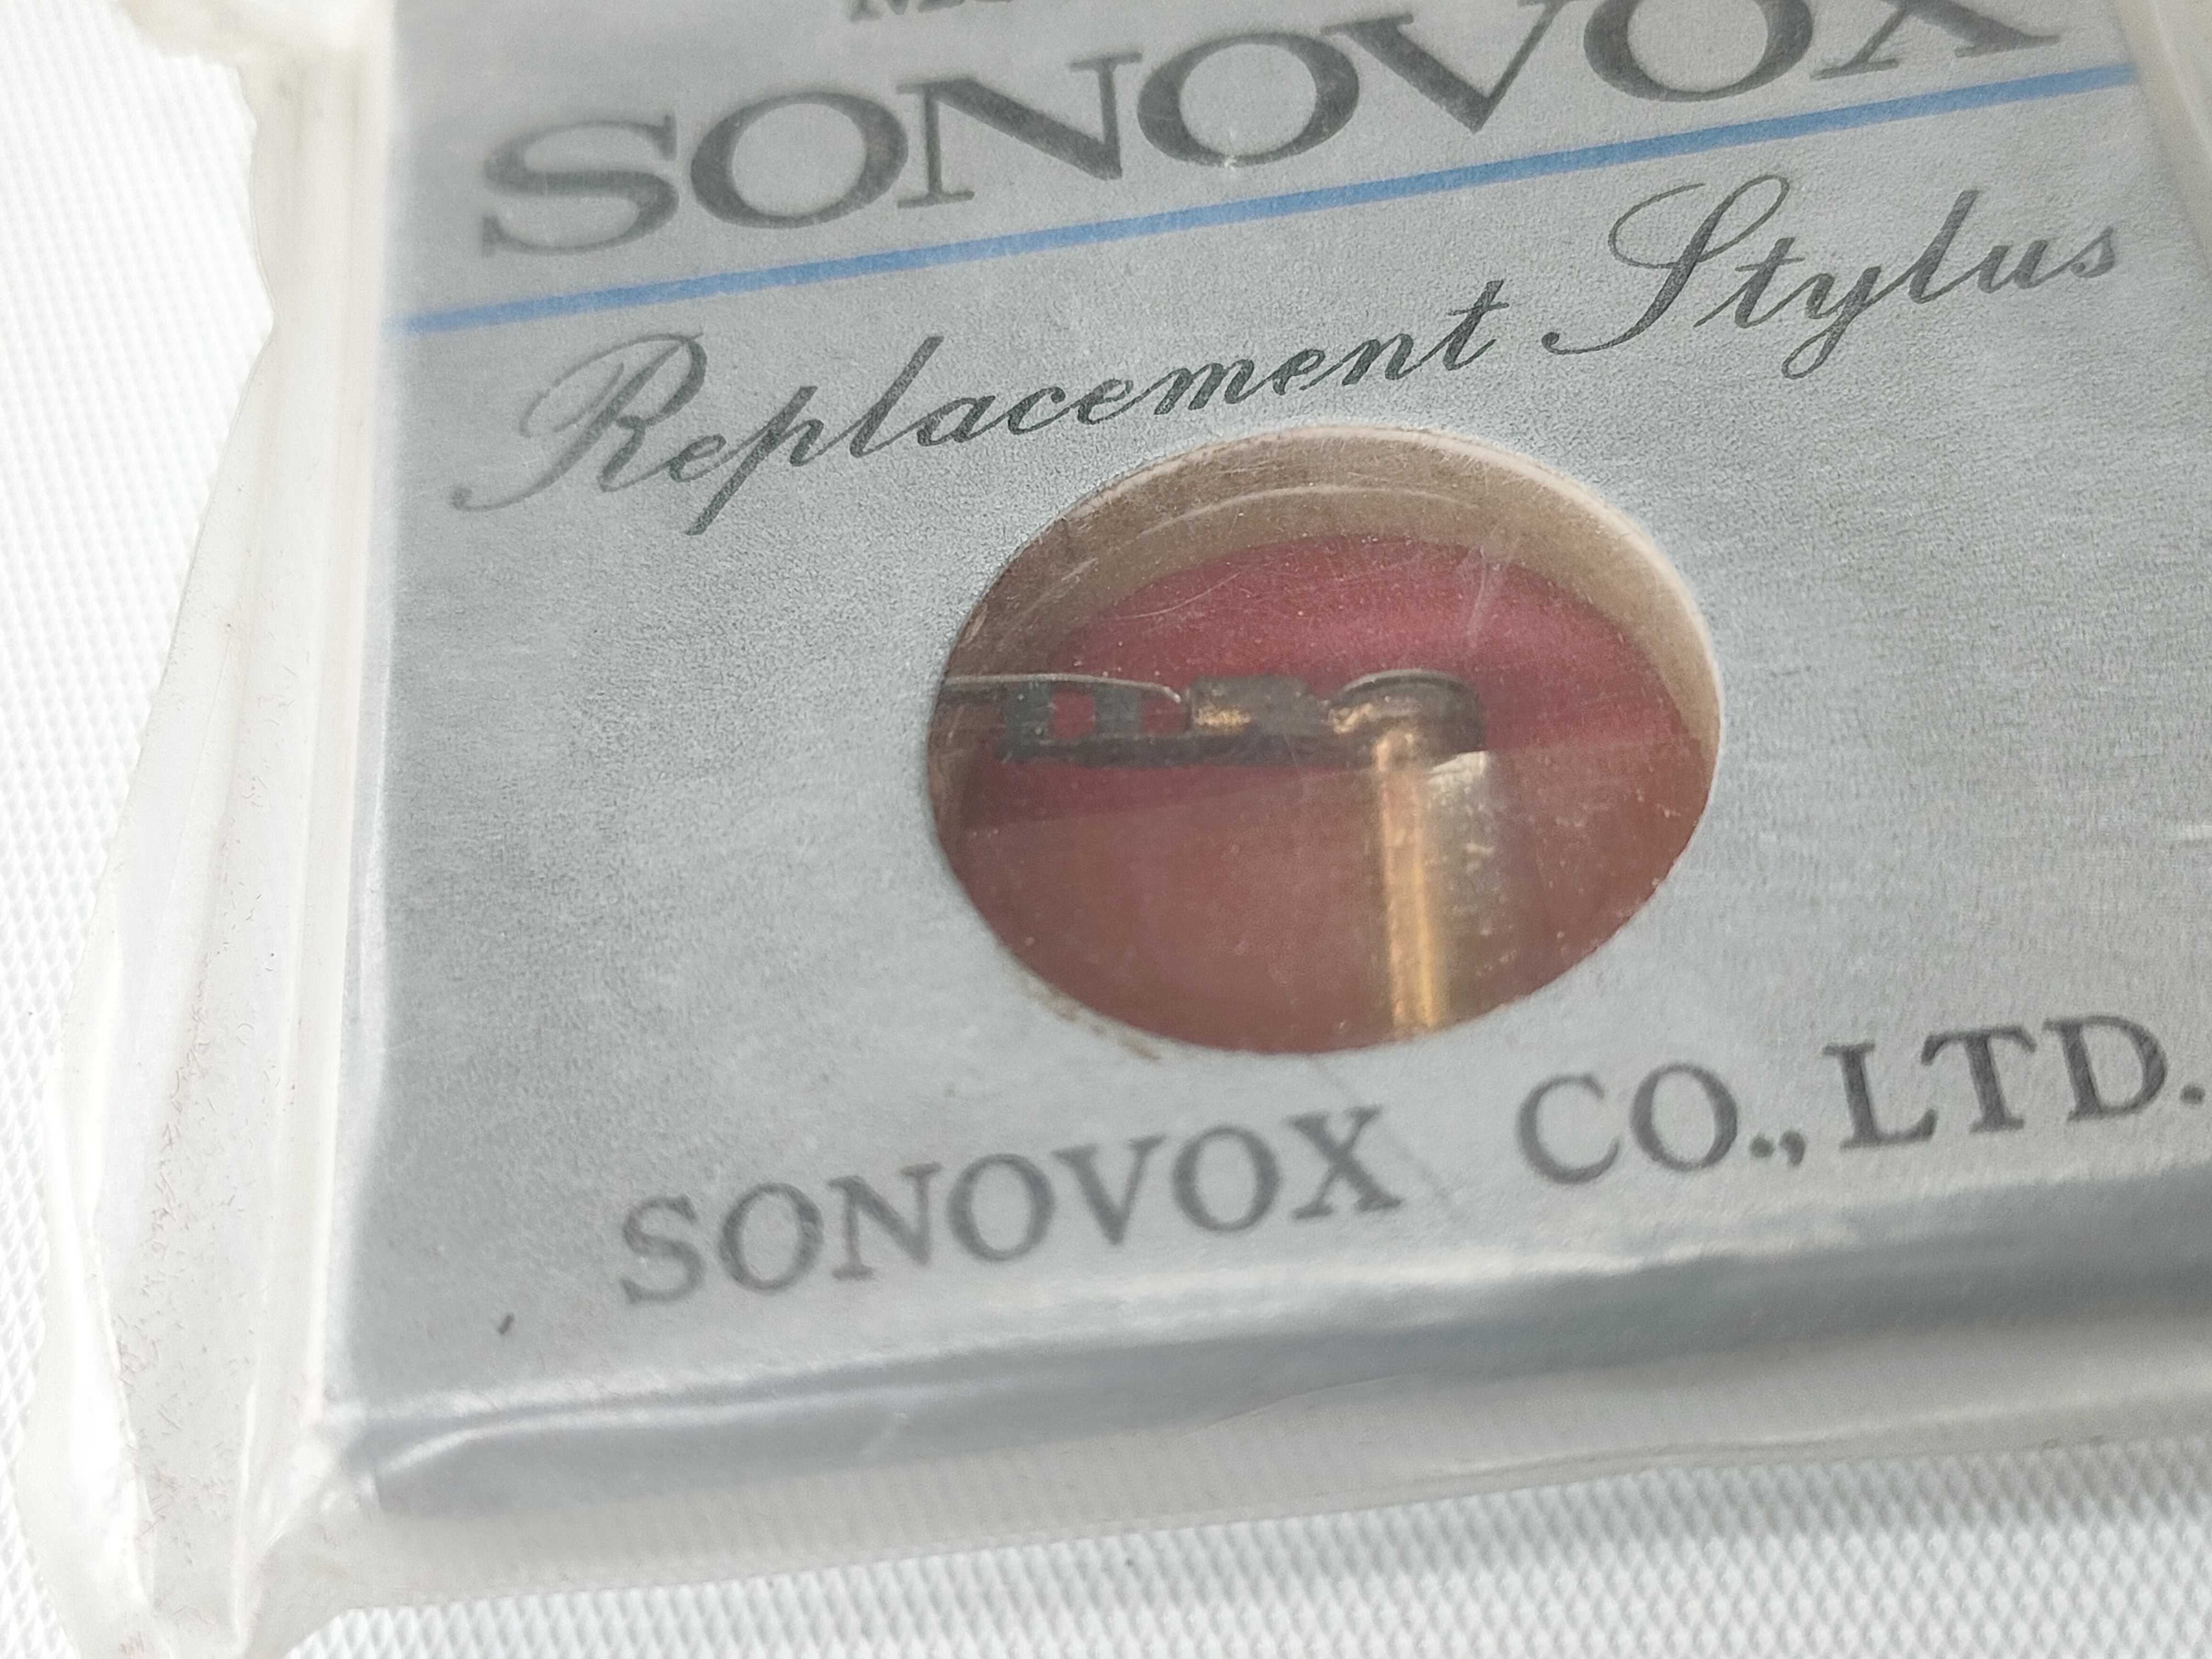 SONOVOX
Replacement Stylus
SONOVOX CO., LTD.